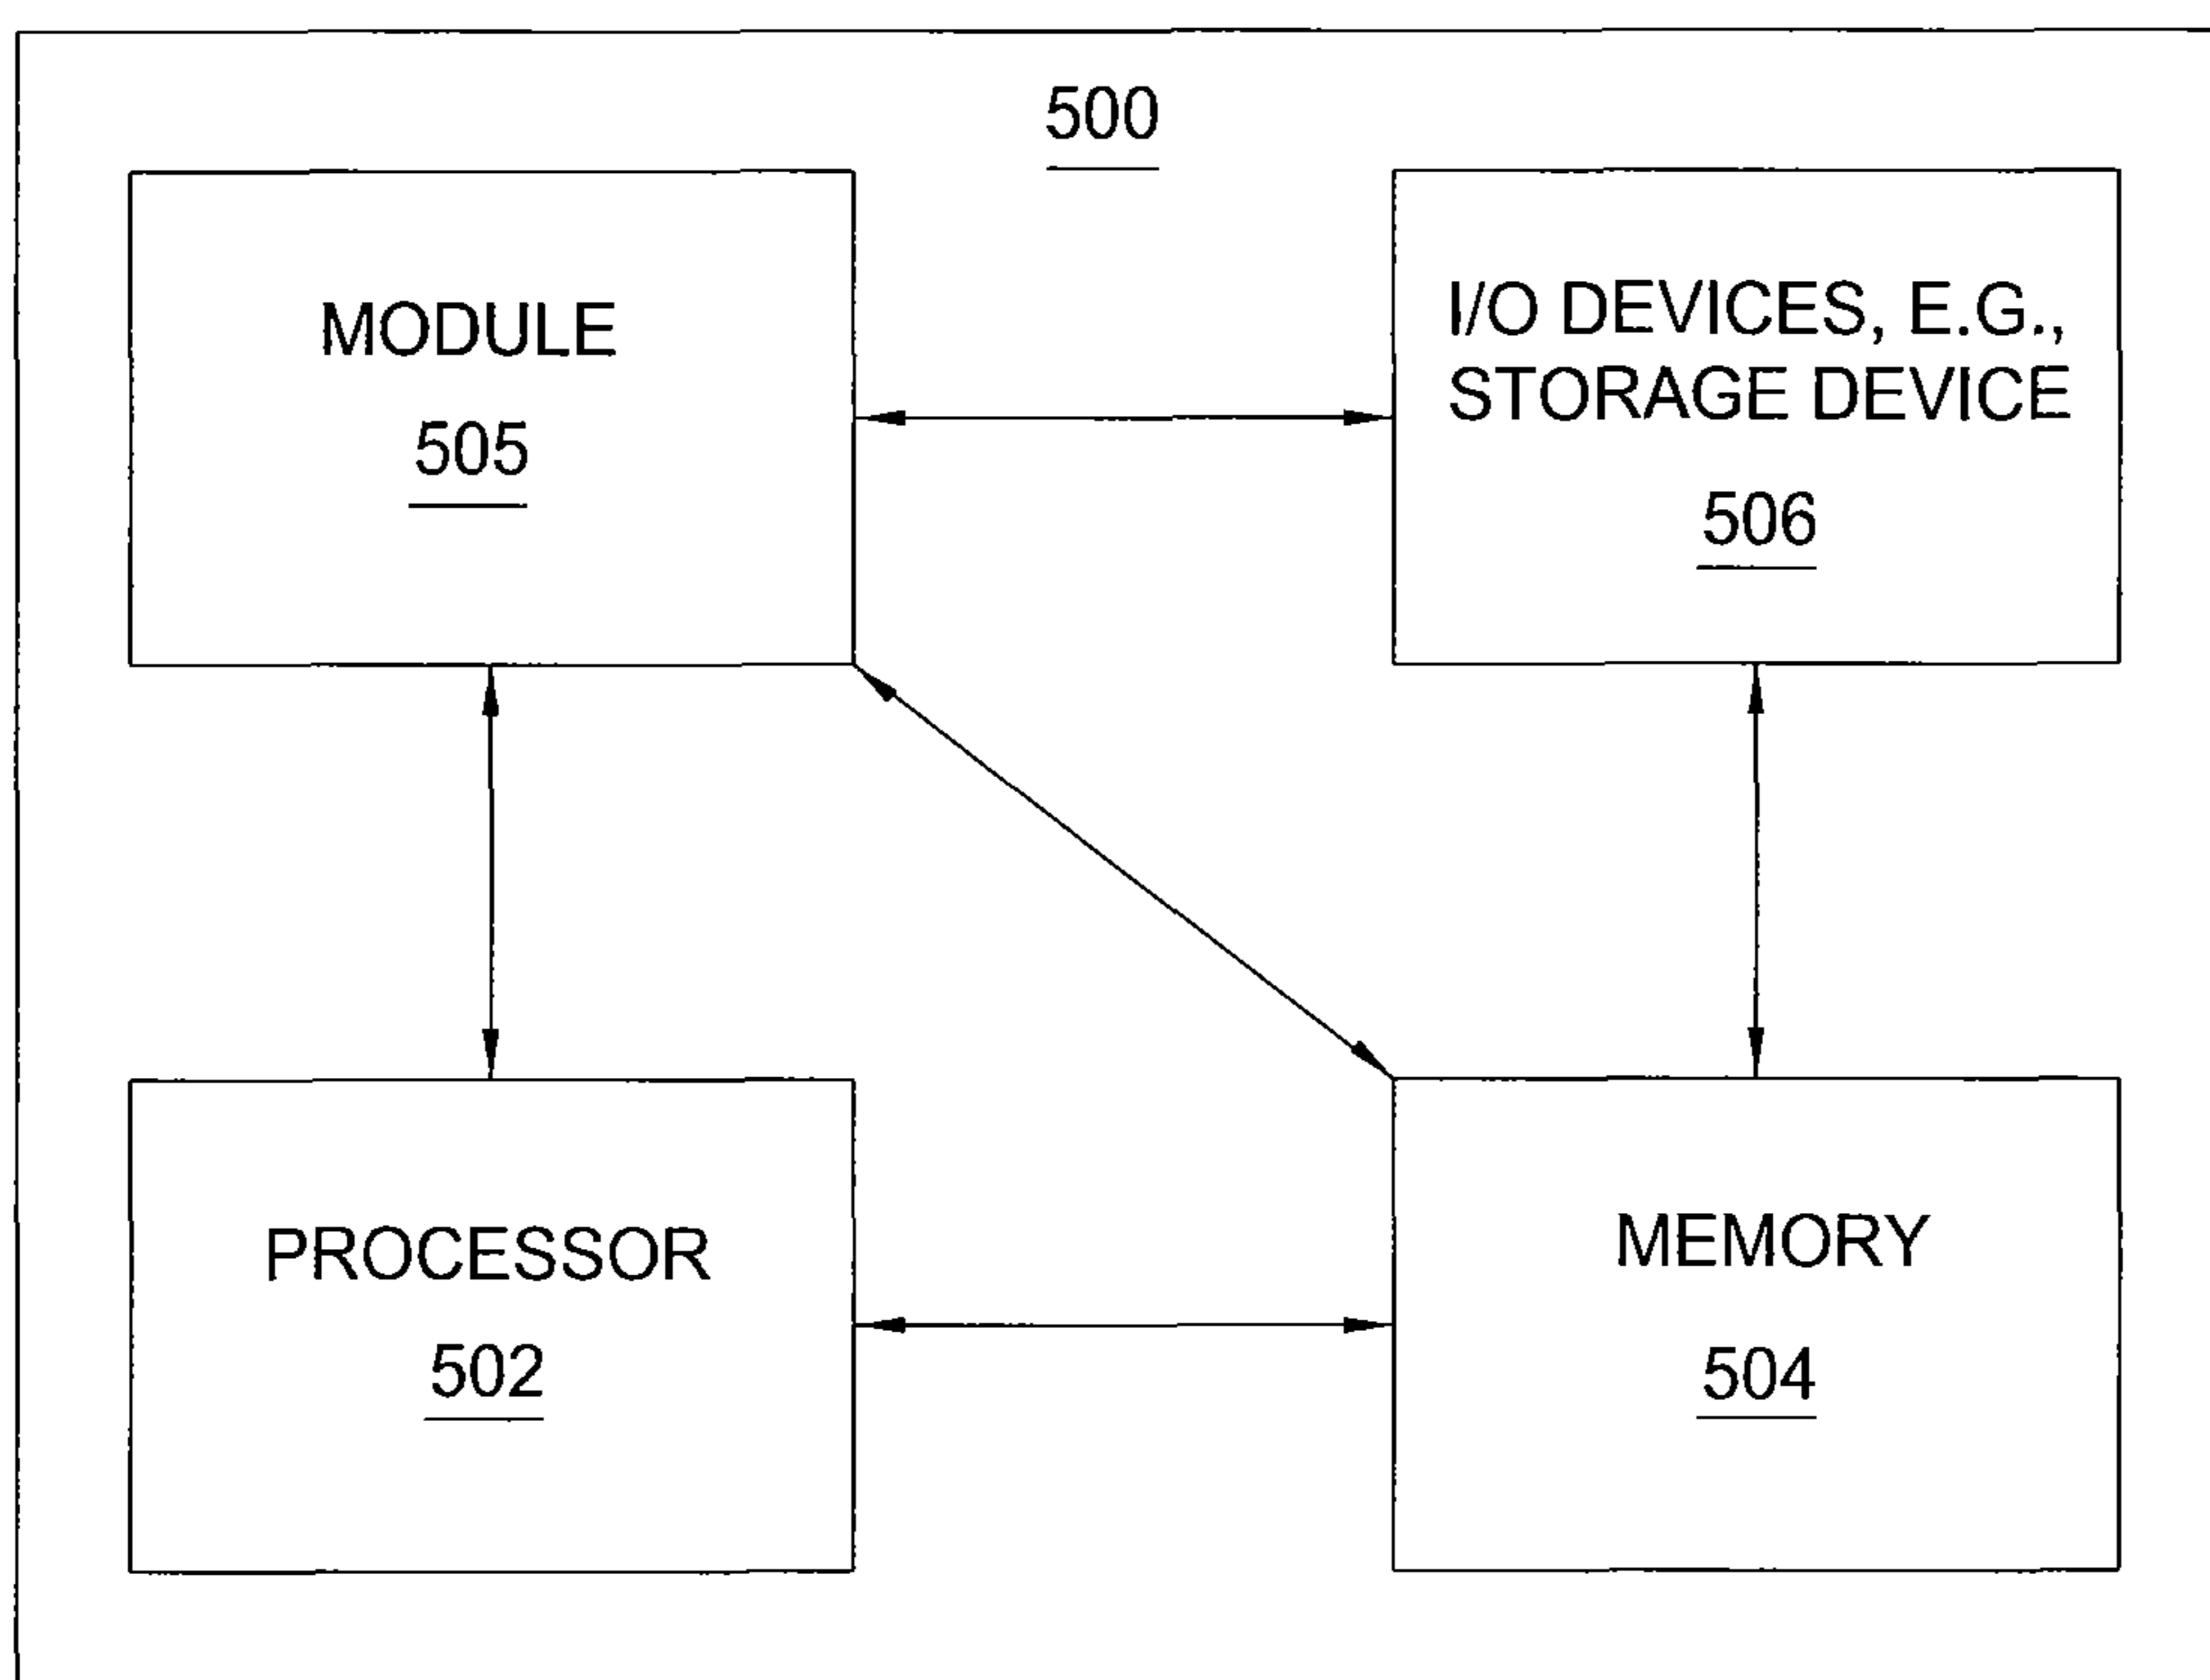 500
MODULE
505
I/O DEVICES, E.G.,
STORAGE DEVICE
506
PROCESSOR
502
MEMORY
504